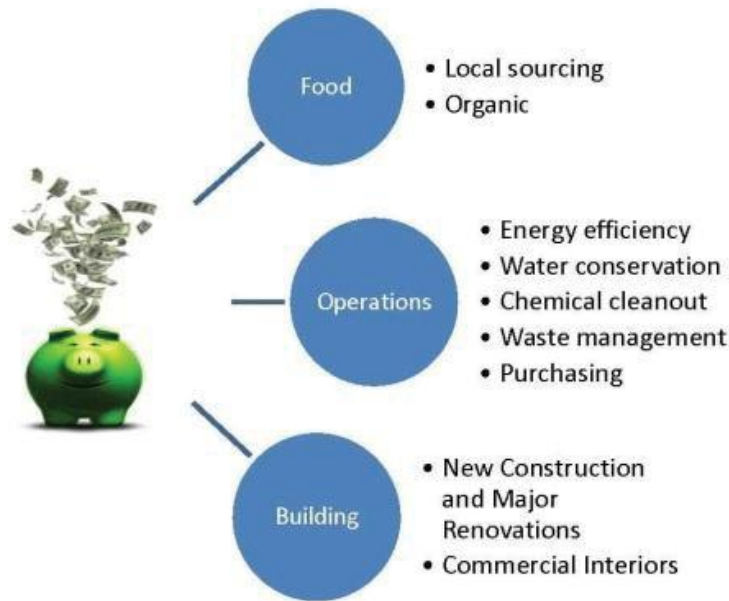 Food
• Local sourcing
• Organic
Operations
• Energy efficiency
• Water conservation
• Chemical cleanout
• Waste management
• Purchasing
Building
• New Construction
and Major
Renovations
• Commercial Interiors